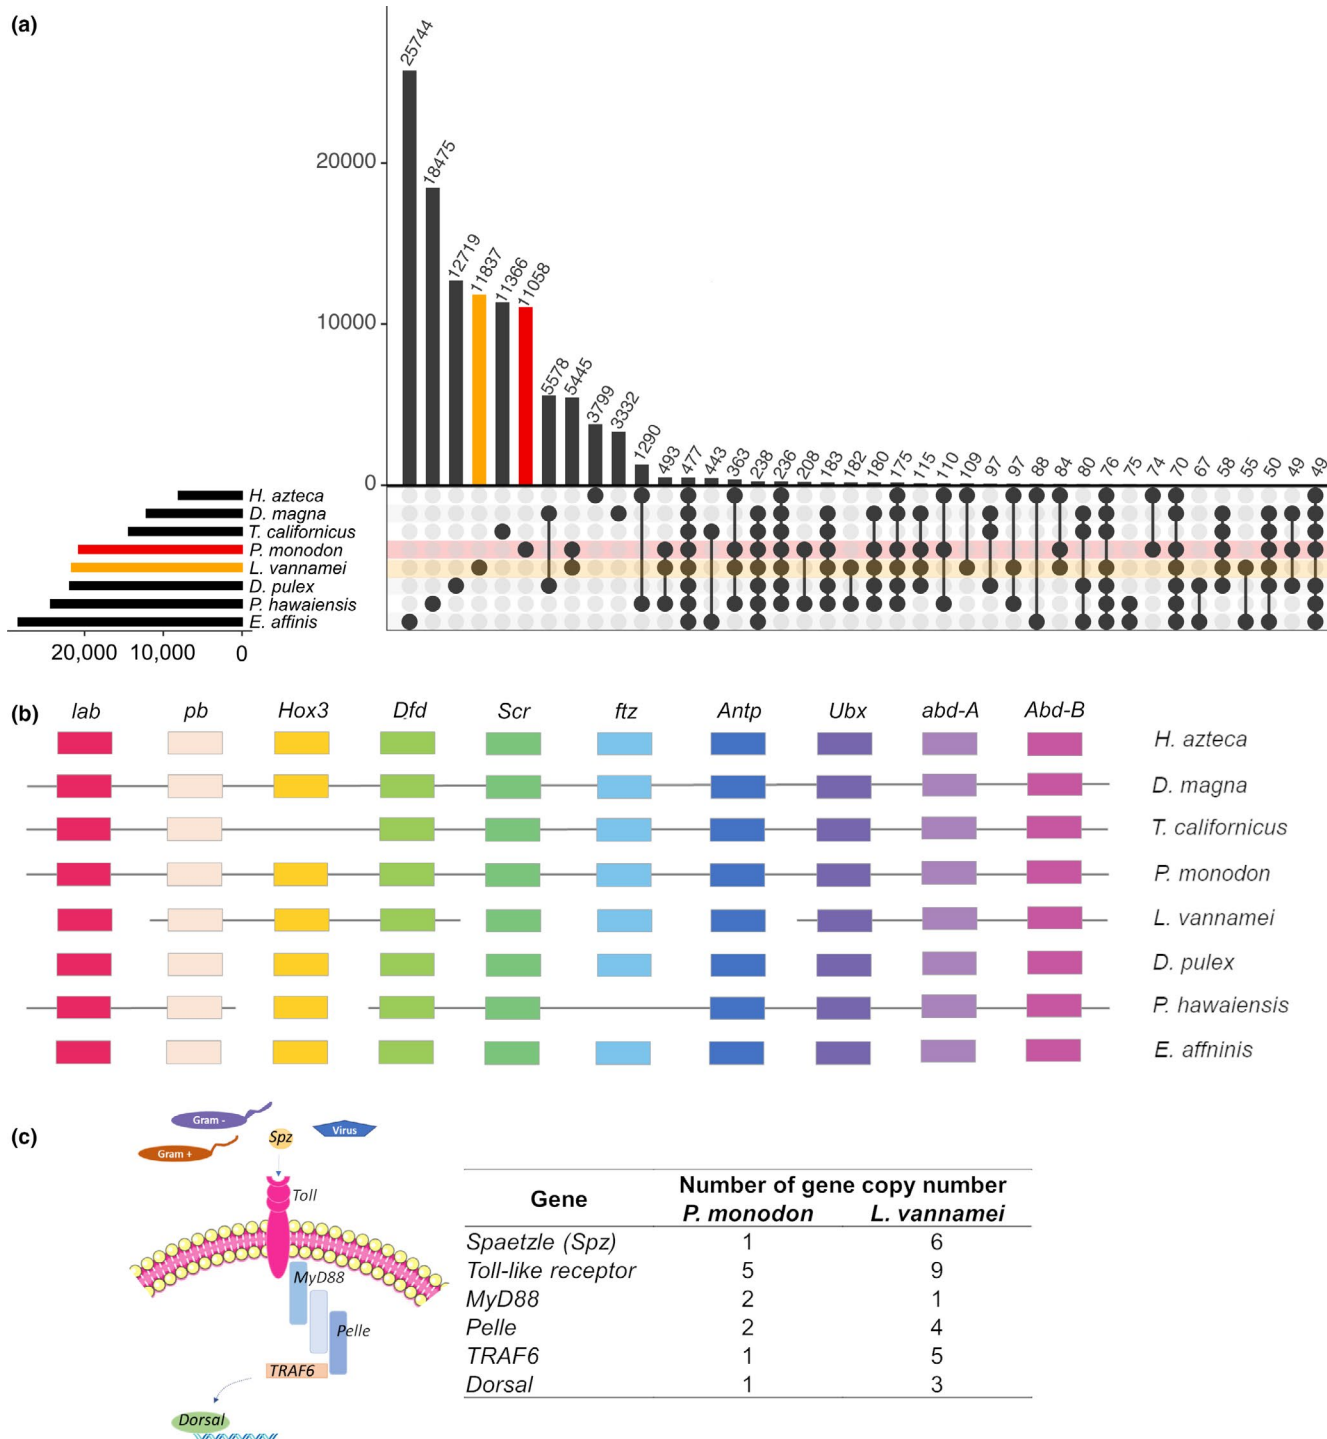 (a)
25744
18475
12719
11837
11366
11058
5578
5445
3799
3332
1290
493
477
443
363
238
236
208
183
182
180
175
115
110
109
97
97
88
84
80
76
75
74
70
67
58
55
50
49
49
20000
10000
0
H. azteca
D. magna
T. californicus
P. monodon
L. vannamei
D. pulex
P. hawaiensis
E. affinis
20,000 10,000 0
(b)
lab pb Hox3 Dfd Scr ftz Antp Ubx abd-A Abd-B
H. azteca
D. magna
T. californicus
P. monodon
L. vannamei
D. pulex
P. hawaiensis
E. affninis
(c)
Gram -
Gram +
Spz
Virus
Toll
MyD88
Pelle
TRAF6
Dorsal
Gene Number of gene copy number
P. monodon L. vannamei
Spaetzle (Spz) 1 6
Toll-like receptor 5 9
MyD88 2 1
Pelle 2 4
TRAF6 1 5
Dorsal 1 3